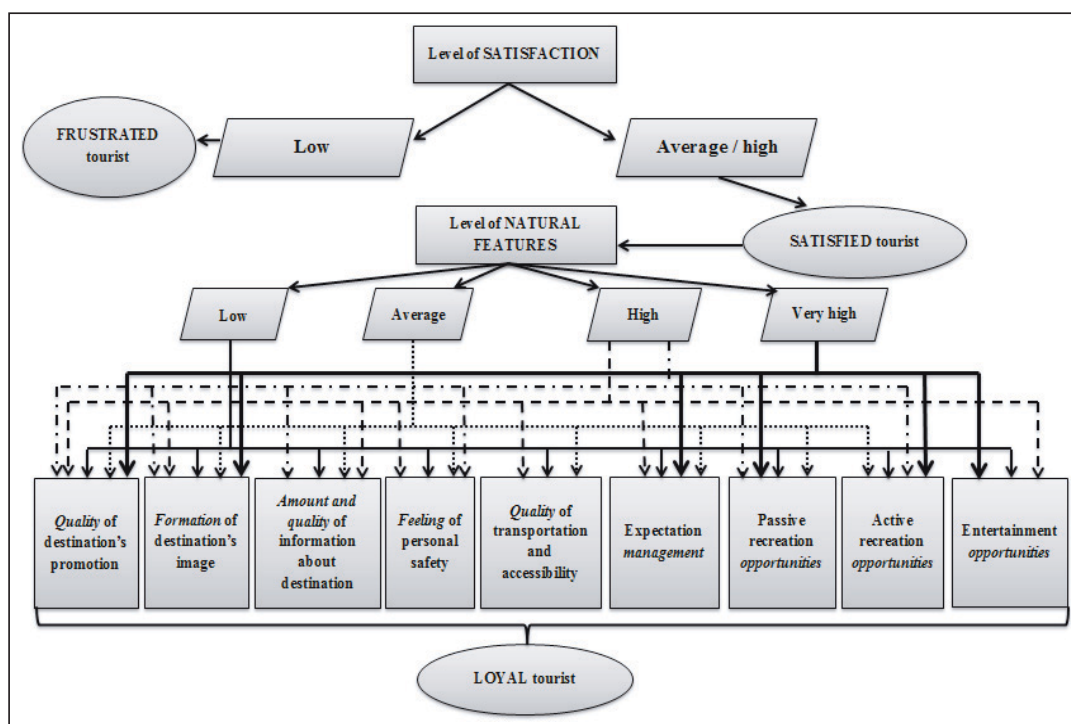 Level of SATISFACTION
FRUSTRATED
tourist
Low
Average / high
Level of NATURAL
FEATURES
SATISFIED tourist
Low
Average
High
Very high
Quality of
destination's
promotion
Formation of
destination's
image
Amount and
quality of
information
about
destination
Feeling of
personal
safety
Quality of
transportation
and
accessibility
Expectation
management
Passive
recreation
opportunities
Active
recreation
opportunities
Entertainment
opportunities
LOYAL tourist